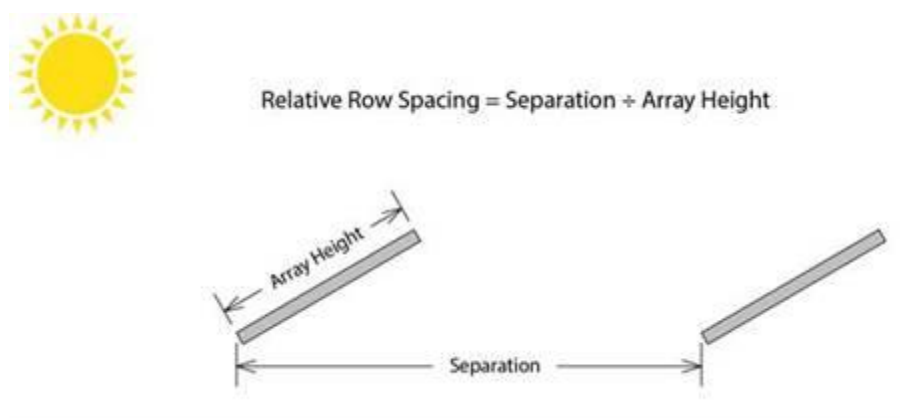 Relative Row Spacing = Separation ÷ Array Height
Array Height
Separation